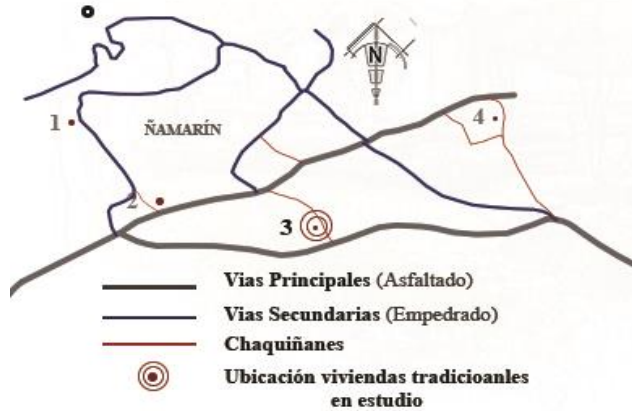 N
4
1
ÑAMARÍN
2
3
Vias Principales (Asfaltado)
Vias Secundarias (Empedrado)
Chaquiñanes
Ubicación viviendas tradicioanles
en estudio